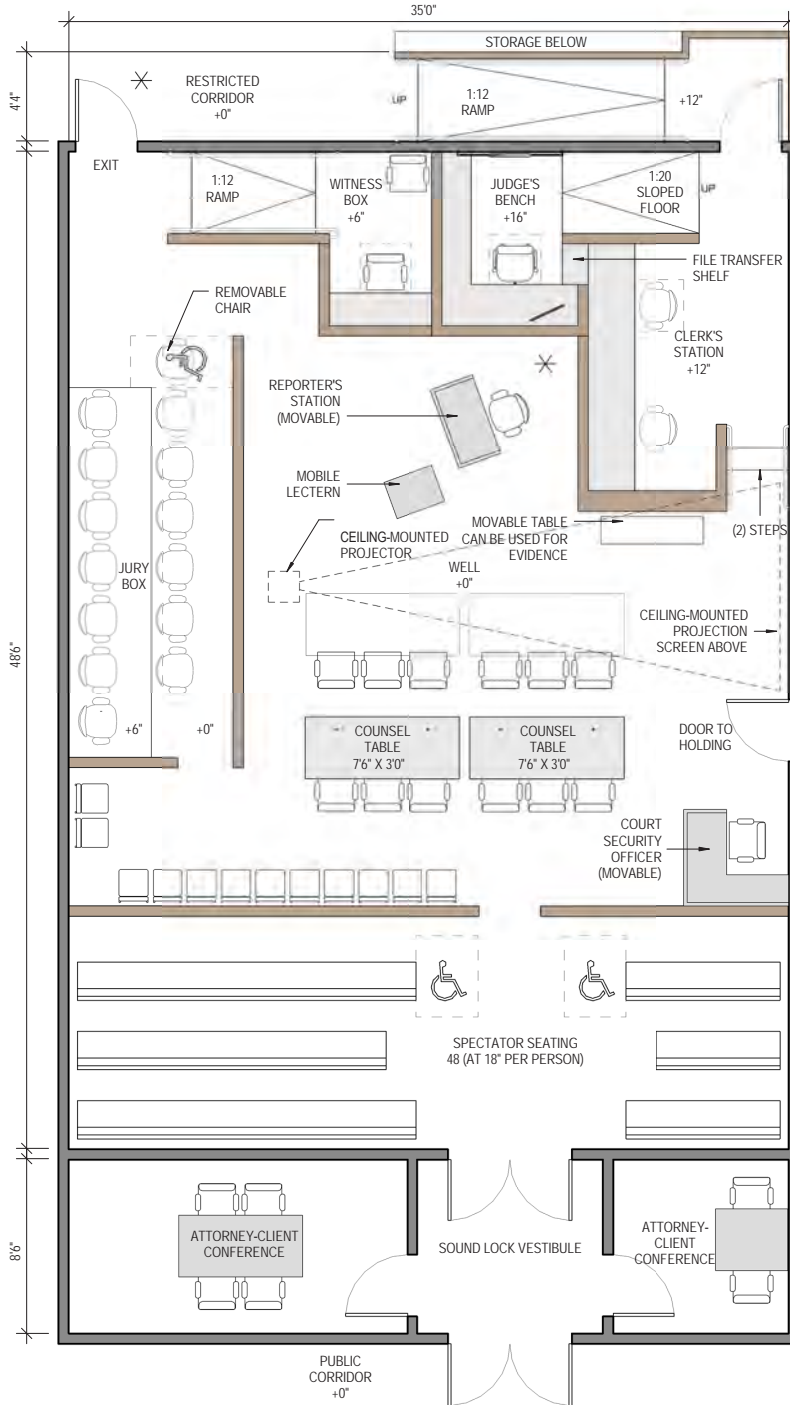 35'0"
STORAGE BELOW
4'4"
RESTRICTED
CORRIDOR
+0"
UP
1:12
RAMP
+12"
EXIT
1:12
RAMP
WITNESS
BOX
+6"
JUDGE'S
BENCH
+16"
1:20
SLOPED
FLOOR
UP
FILE TRANSFER
SHELF
REMOVABLE
CHAIR
CLERK'S
STATION
+12"
REPORTER'S
STATION
(MOVABLE)
MOBILE
LECTERN
CEILING-MOUNTED
PROJECTOR
MOVABLE TABLE
CAN BE USED FOR
EVIDENCE
(2) STEPS
WELL
+0"
JURY
BOX
CEILING-MOUNTED
PROJECTION
SCREEN ABOVE
48'6"
+6"
+0"
COUNSEL
TABLE
7'6" X 3'0"
COUNSEL
TABLE
7'6" X 3'0"
DOOR TO
HOLDING
COURT
SECURITY
OFFICER
(MOVABLE)
SPECTATOR SEATING
48 (AT 18" PER PERSON)
8'6"
ATTORNEY-CLIENT
CONFERENCE
SOUND LOCK VESTIBULE
ATTORNEY-
CLIENT
CONFERENCE
PUBLIC
CORRIDOR
+0"